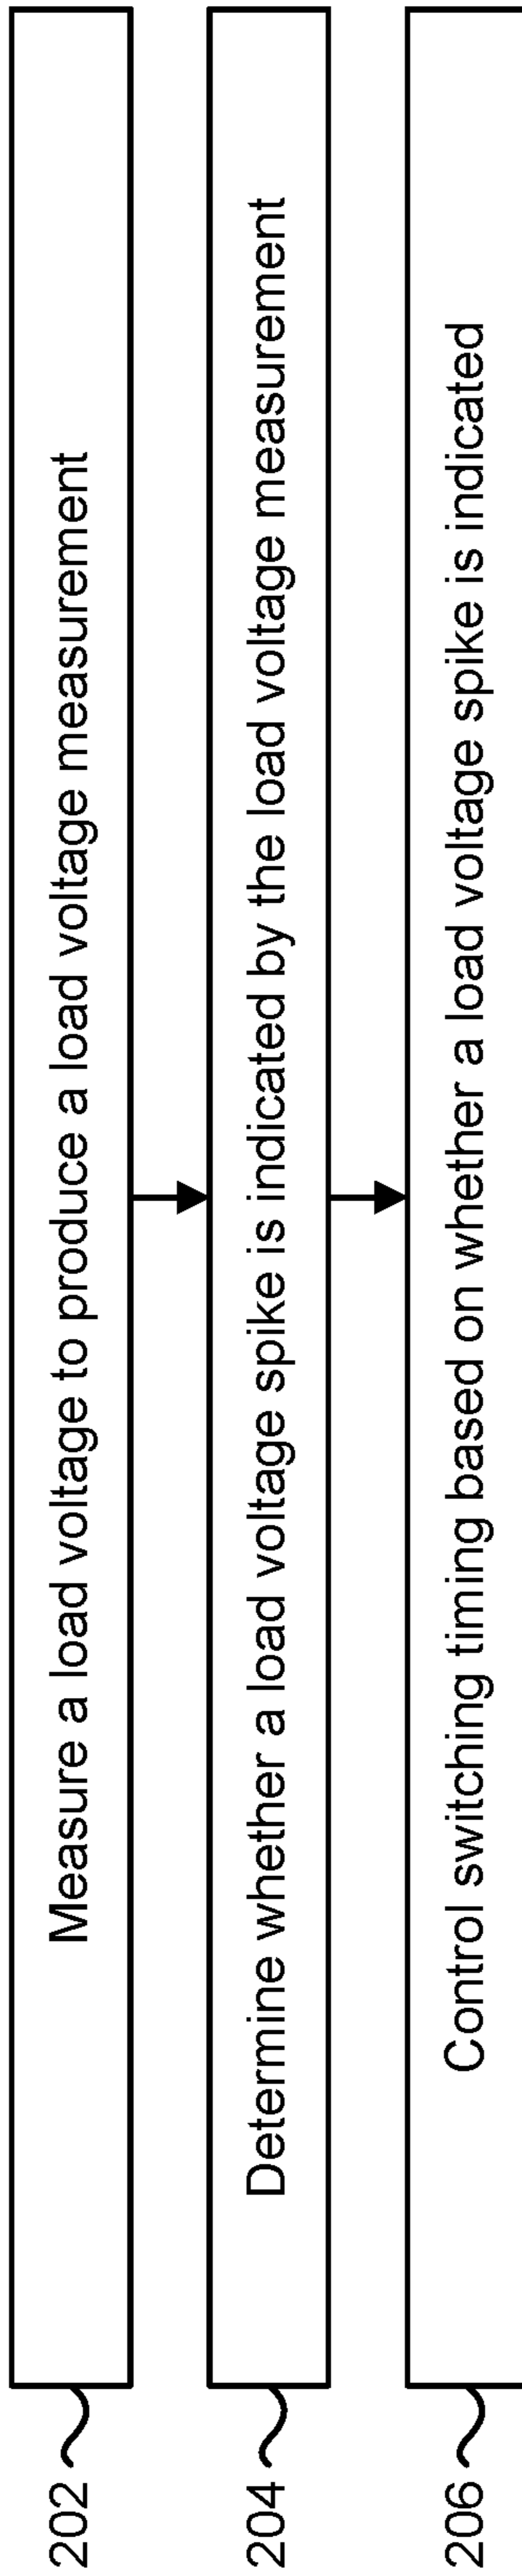 202
Measure a load voltage to produce a load voltage measurement
204
Determine whether a load voltage spike is indicated by the load voltage measurement
206
Control switching timing based on whether a load voltage spike is indicated